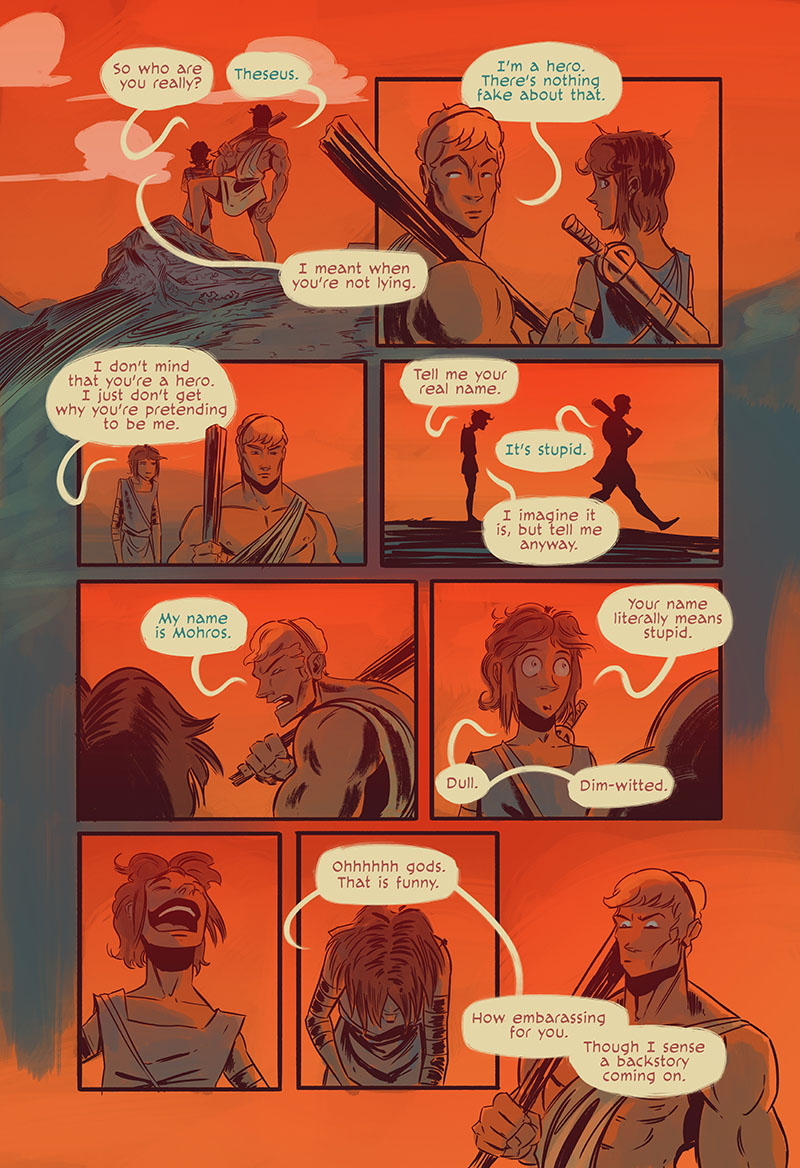 So who are
you really?
Theseus.
I meant when
you're not lying.
I'm a hero.
There's nothing
fake about that.
I don't mind
that you're a hero.
I just don't get
why you're pretending
to be me.
Tell me your
real name.
It's stupid.
I imagine it
is, but tell me
anyway.
My name
is Mohros.
Your name
literally means
stupid.
Dull.
Dim-witted.
Ohhhhhh gods.
That is funny.
How embarassing
for you.
Though I sense
a backstory
coming on.